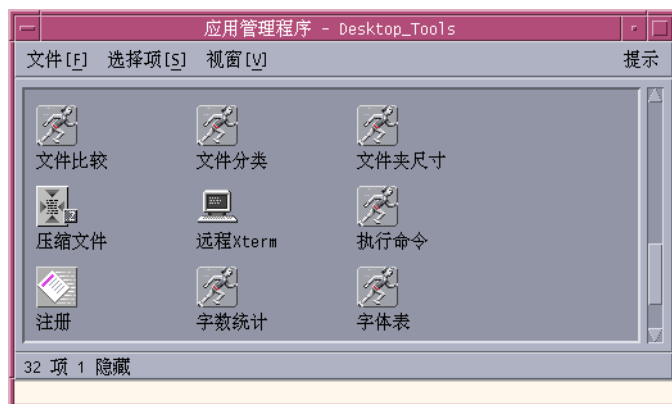 应用管理程序 - Desktop_Tools
文件[F] 选择项[S] 视窗[V] 提示
文件比较 文件分类 文件夹尺寸
压缩文件 远程Xterm 执行命令
注册 字数统计 字体表
32 项 1 隐藏